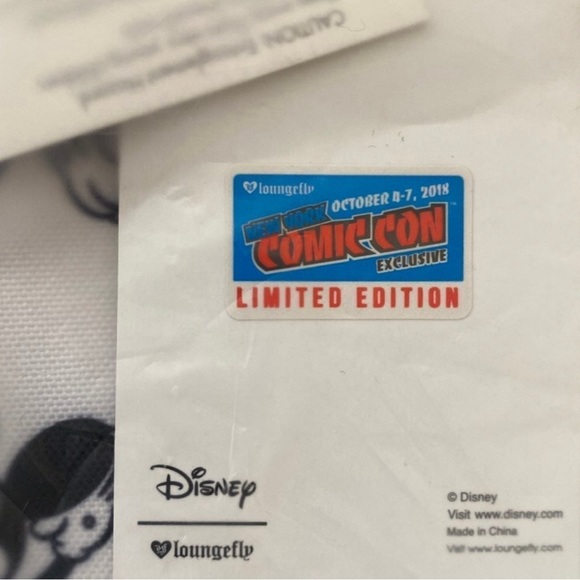 CAUTION:
loungefly
OCTOBER 4-7, 2018
NEW YORK
COMIC CON
EXCLUSIVE
LIMITED EDITION
Disney
loungefly
© Disney
Visit www.disney.com
Made in China
Visit www.loungefly.com